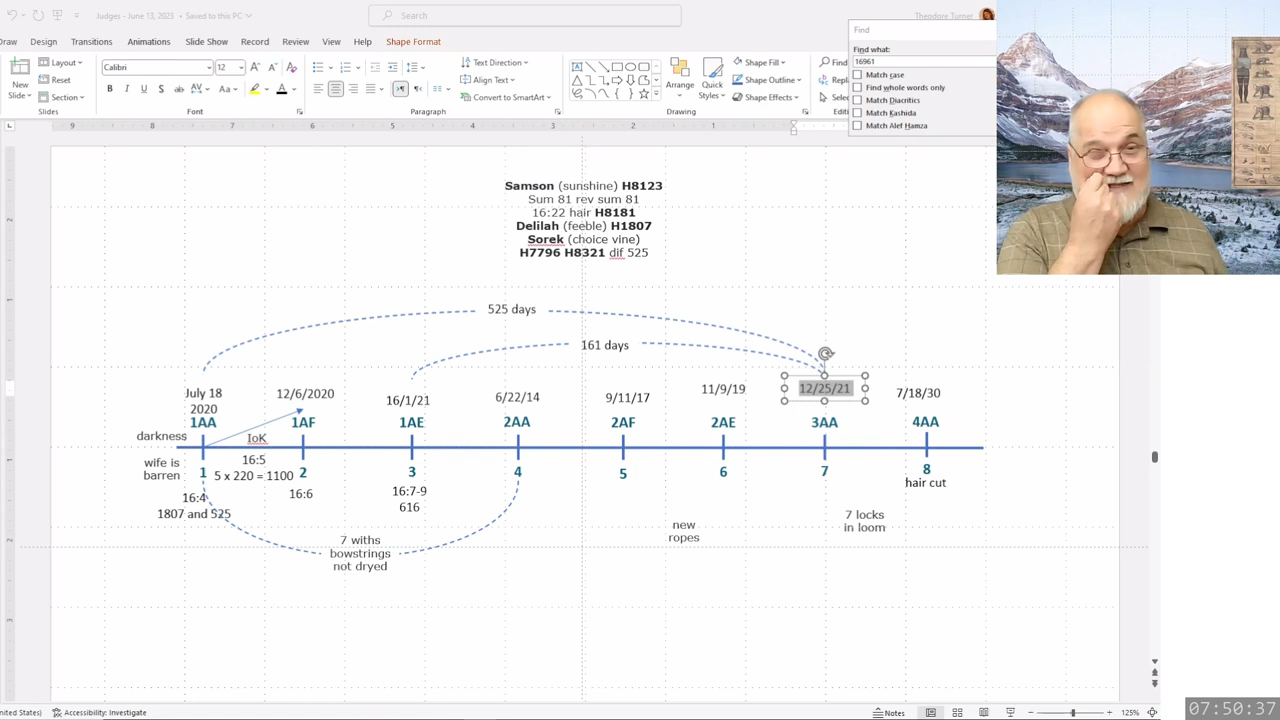 Judges - June 13, 2023 • Saved to this PC
Search
Theodore Turner
Draw
Design
Transitions
Animations
Slide Show
Record
Review
View
Help
Shape Format
New
Slide
Layout
Reset
Section
Slides
Calibri
12
Font
Text Direction
Align Text
Convert to SmartArt
Paragraph
Arrange
Quick
Styles
Shape Fill
Shape Outline
Shape Effects
Drawing
Find
Find what:
16961
Match case
Find whole words only
Match Diacritics
Match Kashida
Match Alef Hamza
Samson (sunshine) H8123
Sum 81 rev sum 81
16:22 hair H8181
Delilah (feeble) H1807
Sorek (choice vine)
H7796 H8321 dif 525
525 days
161 days
July 18
2020
12/6/2020
16/1/21
6/22/14
9/11/17
11/9/19
12/25/21
7/18/30
1AA
1AF
1AE
2AA
2AF
2AE
3AA
4AA
darkness
IoK
wife is
barren
1
2
3
4
5
6
7
8
16:5
5 x 220 = 1100
hair cut
16:4
1807 and 525
16:6
16:7-9
616
7 withs
bowstrings
not dryed
new
ropes
7 locks
in loom
nited States)
Accessibility: Investigate
Notes
125%
07:50:37